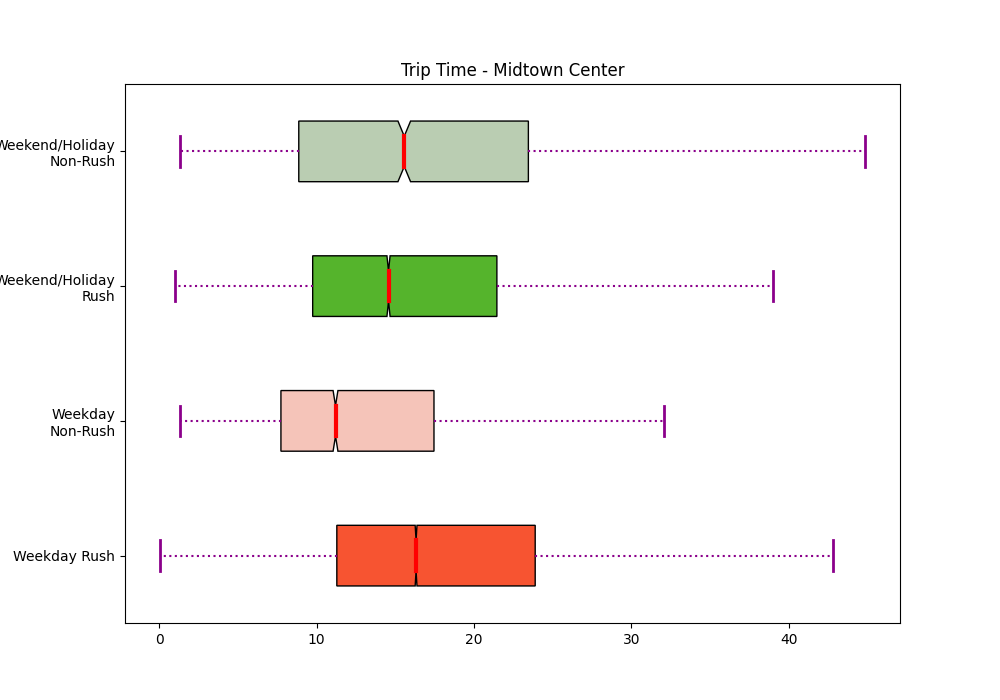 Trip Time - Midtown Center
Weekend/Holiday
Non-Rush
Weekend/Holiday
Rush
Weekday
Non-Rush
Weekday Rush
0 10 20 30 40